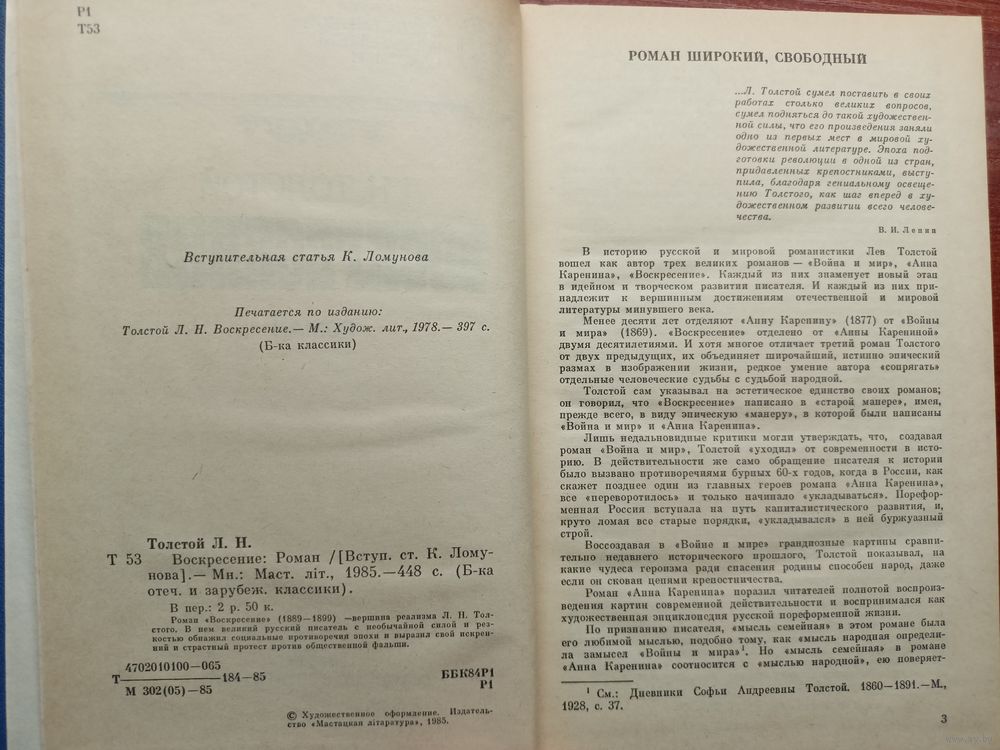 Р1
Т53
Вступительная статья К. Ломунова
Печатается по изданию:
Толстой Л. Н. Воскресение.— М.: Худож. лит., 1978.— 397 с.
(Б-ка классики)
Толстой Л. Н.
Т 53 Воскресение: Роман /[Вступ. ст. К. Лому-
нова].— Мн.: Маст. літ., 1985.—448 с. (Б-ка
отеч. и зарубеж. классики).
В пер.: 2 р. 50 к.
Роман «Воскресение» (1889—1899) —вершина реализма Л. Н. Тол-
стого. В нем великий русский писатель с необычайной силой и рез-
костью обнажил социальные противоречия эпохи и выразил свой искрен-
ний и страстный протест против общественной фальши.
4702010100—065
Т 184—85
М 302(05)—85
ББК84Р1
Р1
© Художественное оформление. Издатель-
ство «Мастацкая літаратура», 1985.
РОМАН ШИРОКИЙ, СВОБОДНЫЙ
...Л. Толстой сумел поставить в своих
работах столько великих вопросов,
сумел подняться до такой художествен-
ной силы, что его произведения заняли
одно из первых мест в мировой ху-
дожественной литературе. Эпоха под-
готовки революции в одной из стран,
придавленных крепостниками, высту-
пила, благодаря гениальному освеще-
нию Толстого, как шаг вперед в ху-
дожественном развитии всего челове-
чества.
В. И. Ленин
В историю русской и мировой романистики Лев Толстой
вошел как автор трех великих романов — «Война и мир», «Анна
Каренина», «Воскресение». Каждый из них знаменует новый этап
в идейном и творческом развитии писателя. И каждый из них при-
надлежит к вершинным достижениям отечественной и мировой
литературы минувшего века.
Менее десяти лет отделяют «Анну Каренину» (1877) от «Войны
и мира» (1869). «Воскресение» отделено от «Анны Карениной»
двумя десятилетиями. И хотя многое отличает третий роман Толстого
от двух предыдущих, их объединяет широчайший, истинно эпический
размах в изображении жизни, редкое умение автора «сопрягать»
отдельные человеческие судьбы с судьбой народной.
Толстой сам указывал на эстетическое единство своих романов;
он говорил, что «Воскресение» написано в «старой манере», имея,
прежде всего, в виду эпическую «манеру», в которой были написаны
«Война и мир» и «Анна Каренина».
Лишь недальновидные критики могли утверждать, что, создавая
роман «Война и мир», Толстой «уходил» от современности в исто-
рию. В действительности же само обращение писателя к истории
было вызвано противоречиями бурных 60-х годов, когда в России, как
скажет позднее один из главных героев романа «Анна Каренина»,
все «переворотилось» и только начинало «укладываться». Пореформ-
менная Россия вступала на путь капиталистического развития, и,
круто ломая все старые порядки, «укладывался» в ней буржуазный
строй.
Воссоздавая в «Войне и мире» грандиозные картины сравни-
тельно недавнего исторического прошлого, Толстой показывал, на
какие чудеса героизма ради спасения родины способен народ, даже
если он скован цепями крепостничества.
Роман «Анна Каренина» поразил читателей полнотой воспроиз-
ведения картин современной действительности и воспринимался как
художественная энциклопедия русской пореформенной жизни.
По признанию писателя, «мысль семейная» в этом романе была
его любимой мыслью, подобно тому, как «мысль народная определи-
ла замысел «Войны и мира»¹. Но «мысль семейная» в романе
«Анна Каренина» соотносится с «мыслью народной», ею поверяет-
¹ См.: Дневники Софьи Андреевны Толстой. 1860—1891.—М.,
1928, с. 37.
3